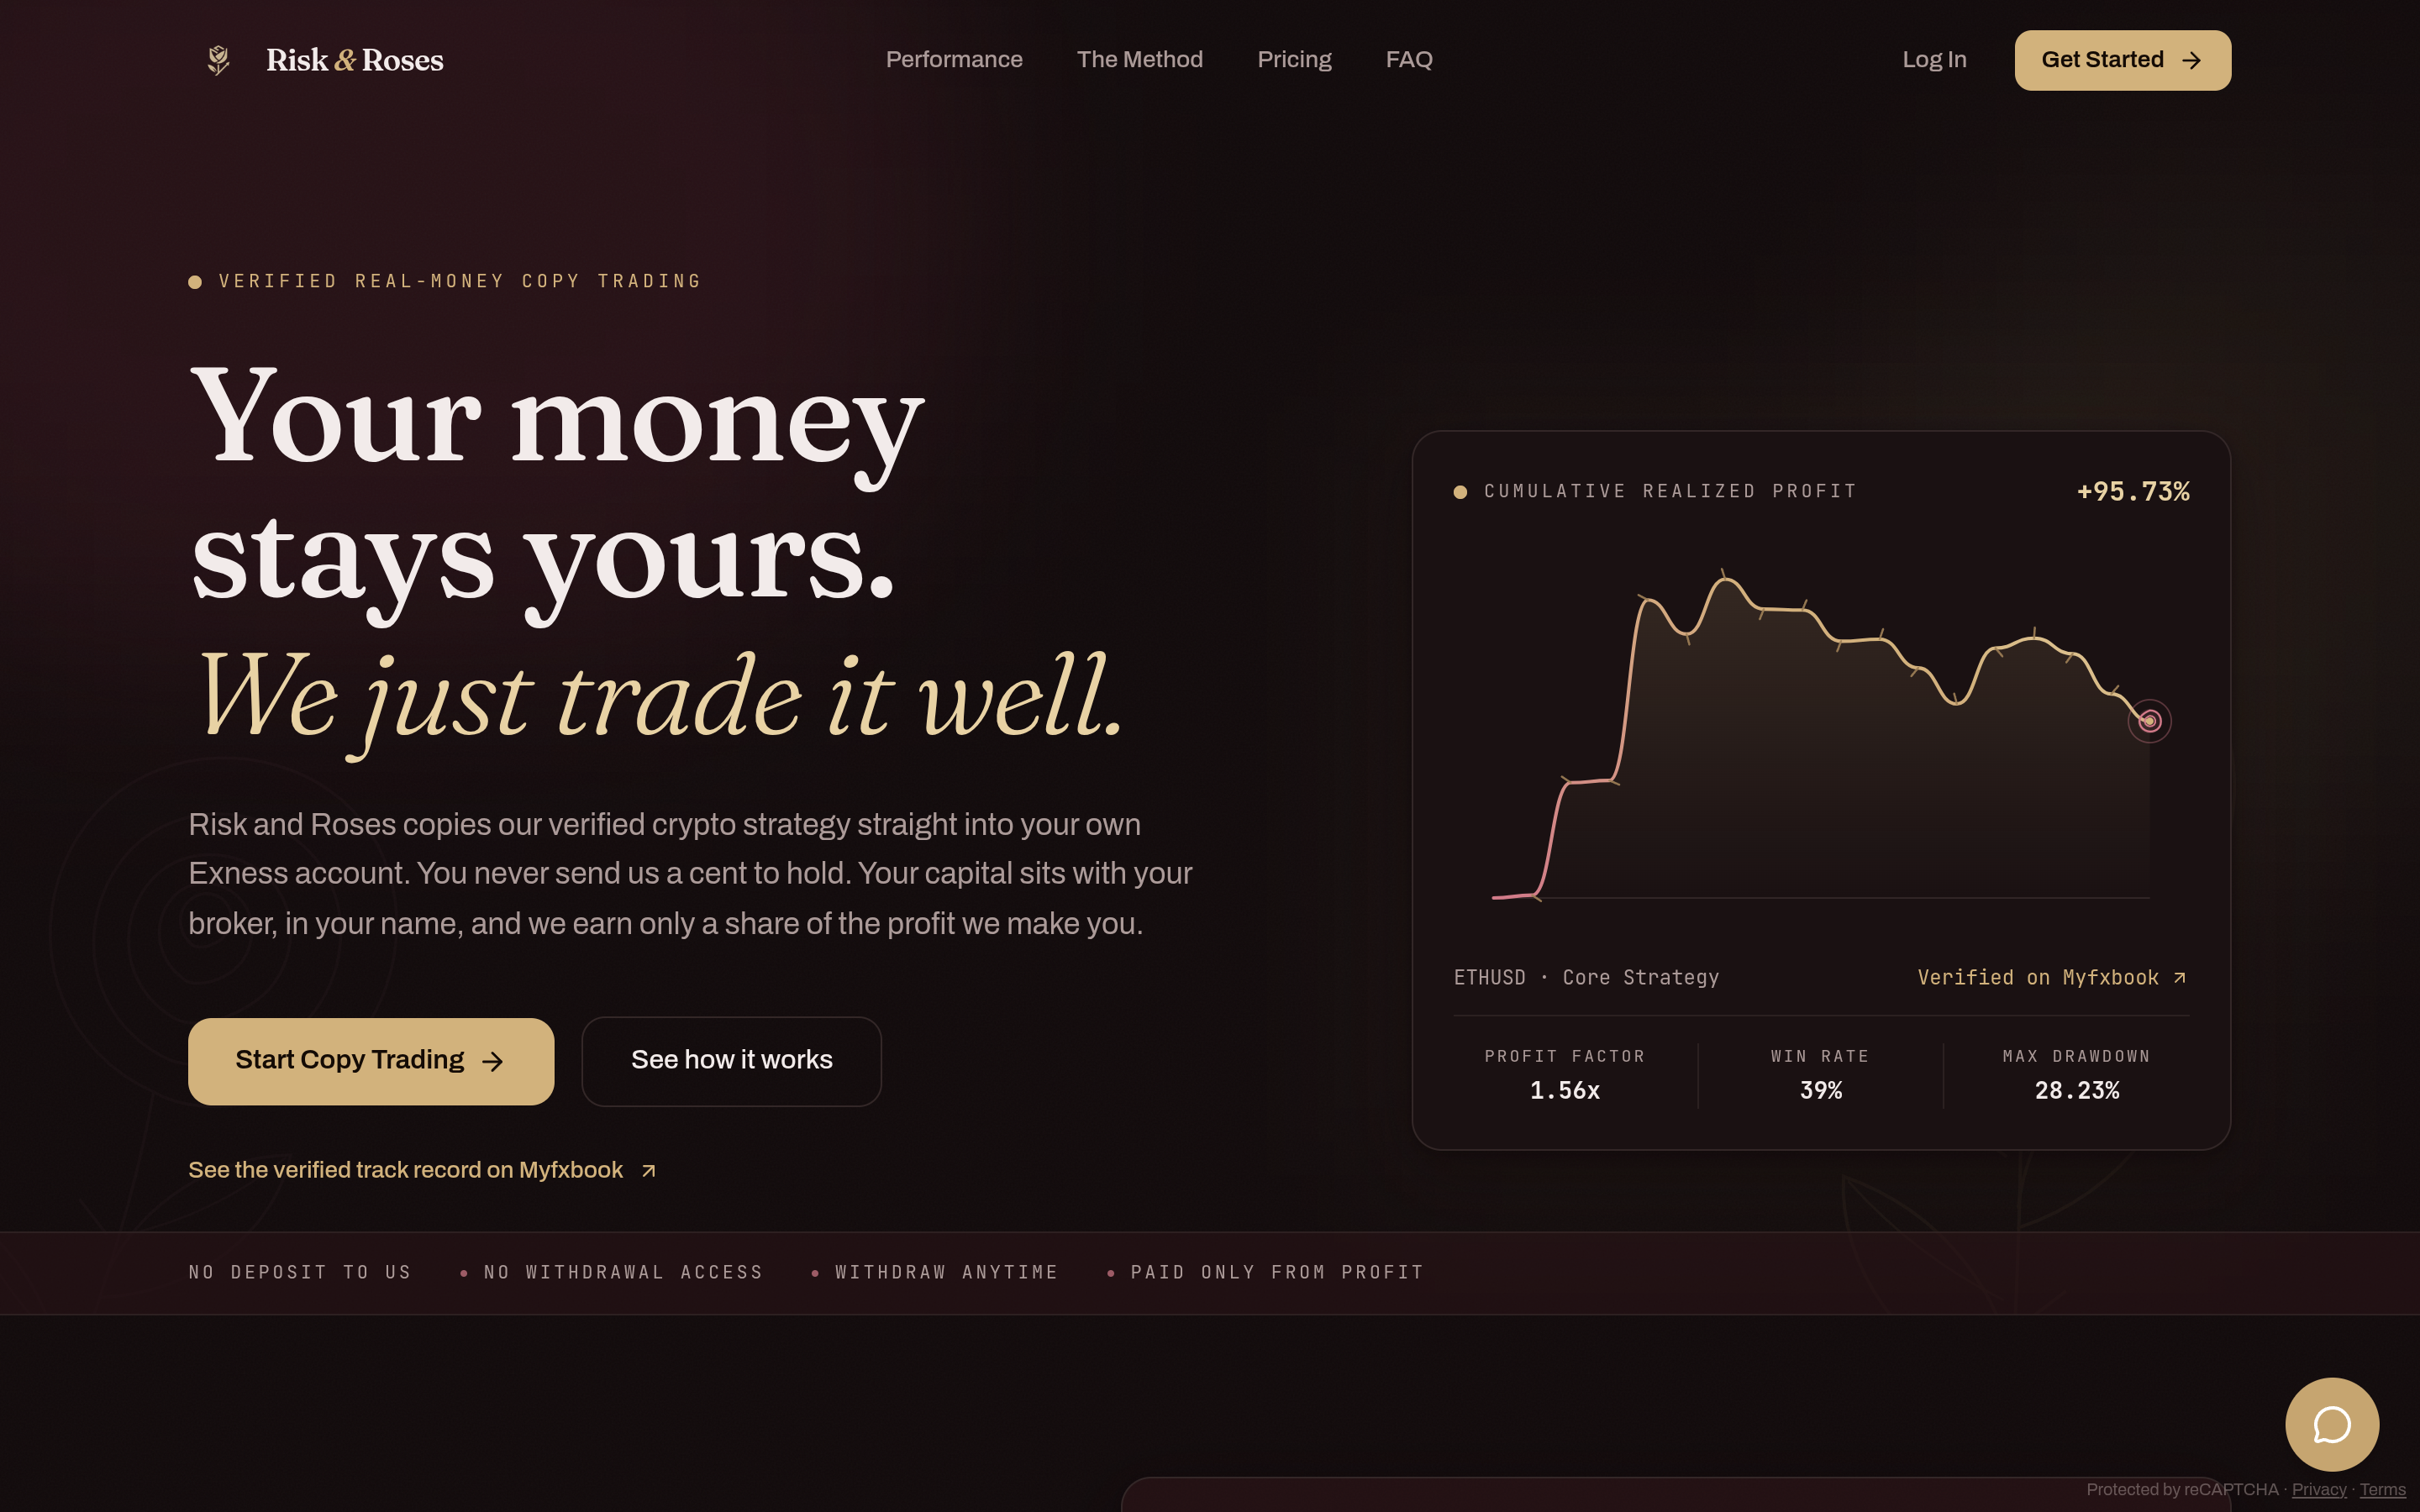 Risk & Roses
Performance
The Method
Pricing
FAQ
Log In
Get Started
VERIFIED REAL-MONEY COPY TRADING
Your money
stays yours.
We just trade it well.
Risk and Roses copies our verified crypto strategy straight into your own
Exness account. You never send us a cent to hold. Your capital sits with your
broker, in your name, and we earn only a share of the profit we make you.
Start Copy Trading
See how it works
See the verified track record on Myfxbook
CUMULATIVE REALIZED PROFIT
+95.73%
ETHUSD · Core Strategy
Verified on Myfxbook
PROFIT FACTOR
1.56x
WIN RATE
39%
MAX DRAWDOWN
28.23%
NO DEPOSIT TO US
NO WITHDRAWAL ACCESS
WITHDRAW ANYTIME
PAID ONLY FROM PROFIT
Protected by reCAPTCHA · Privacy · Terms